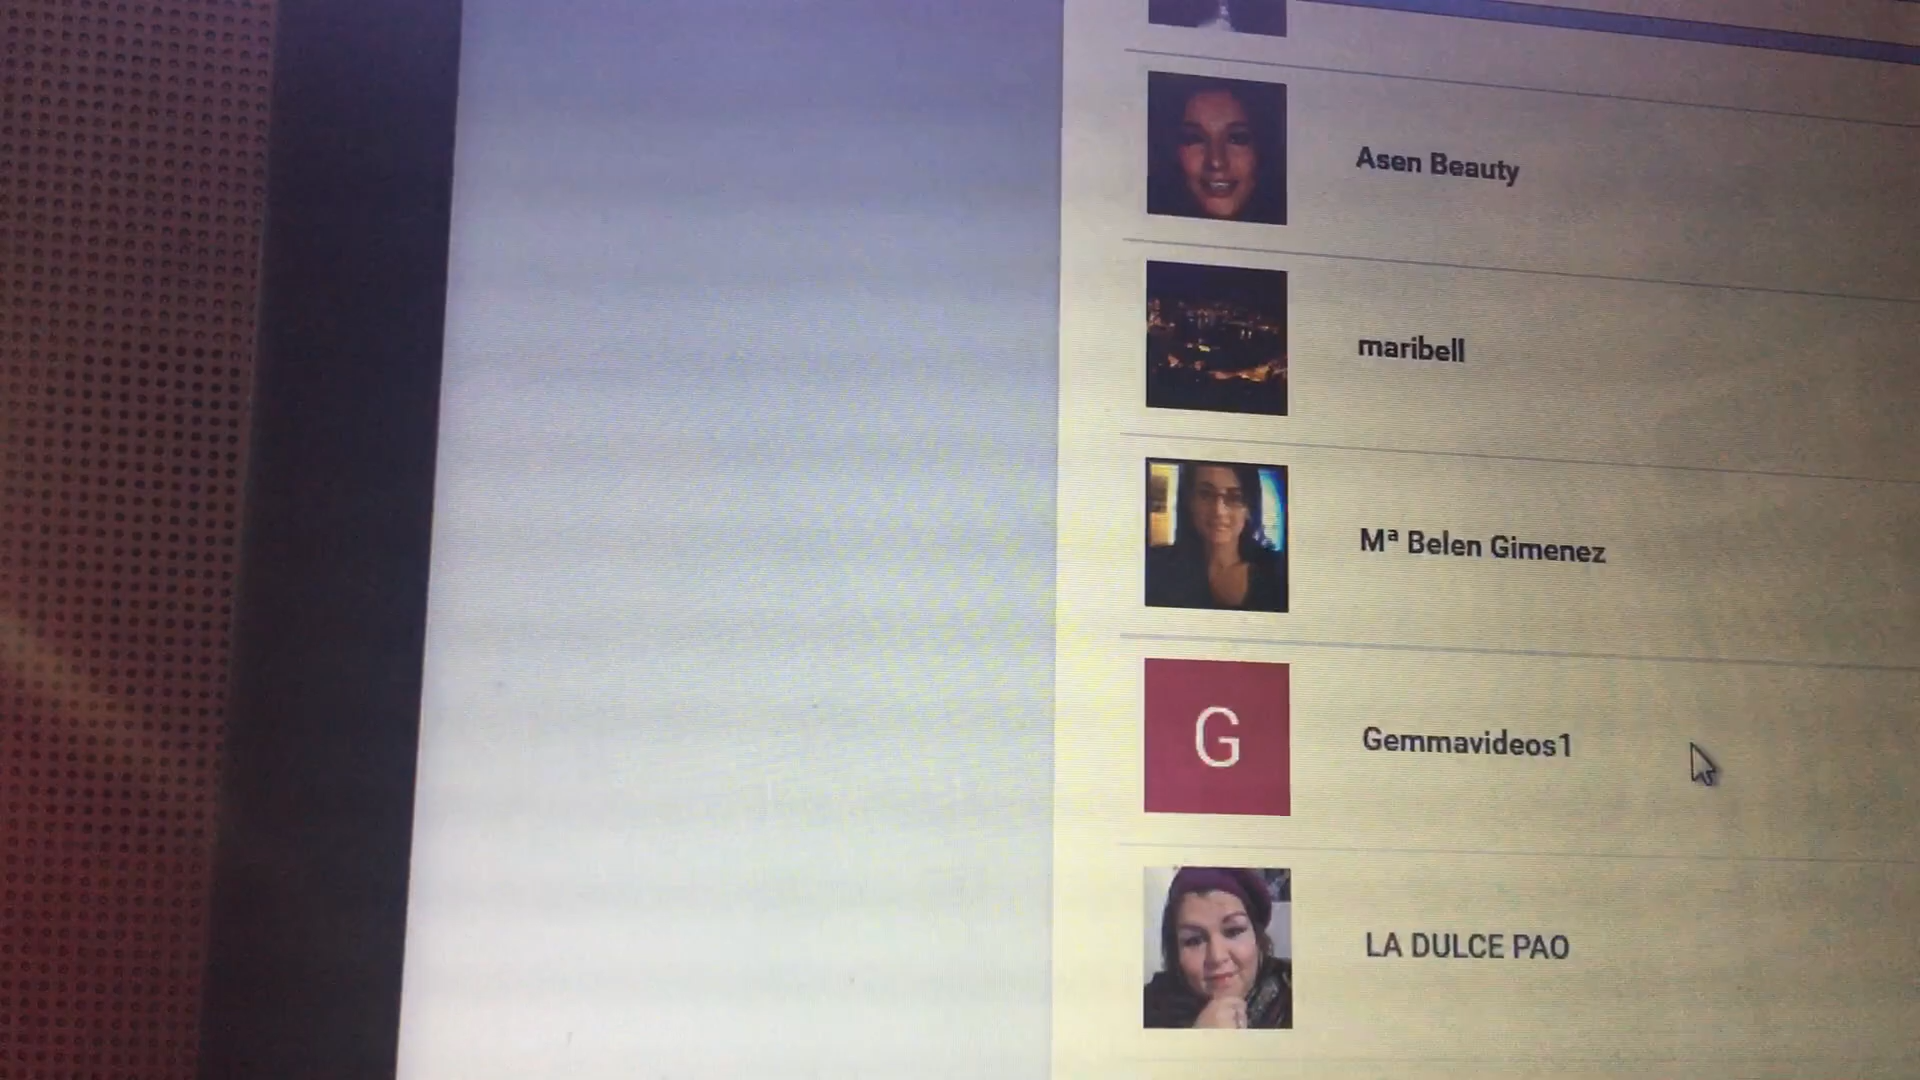 Asen Beauty
maribell
Mª Belen Gimenez
G
Gemmavideos1
LA DULCE PAO